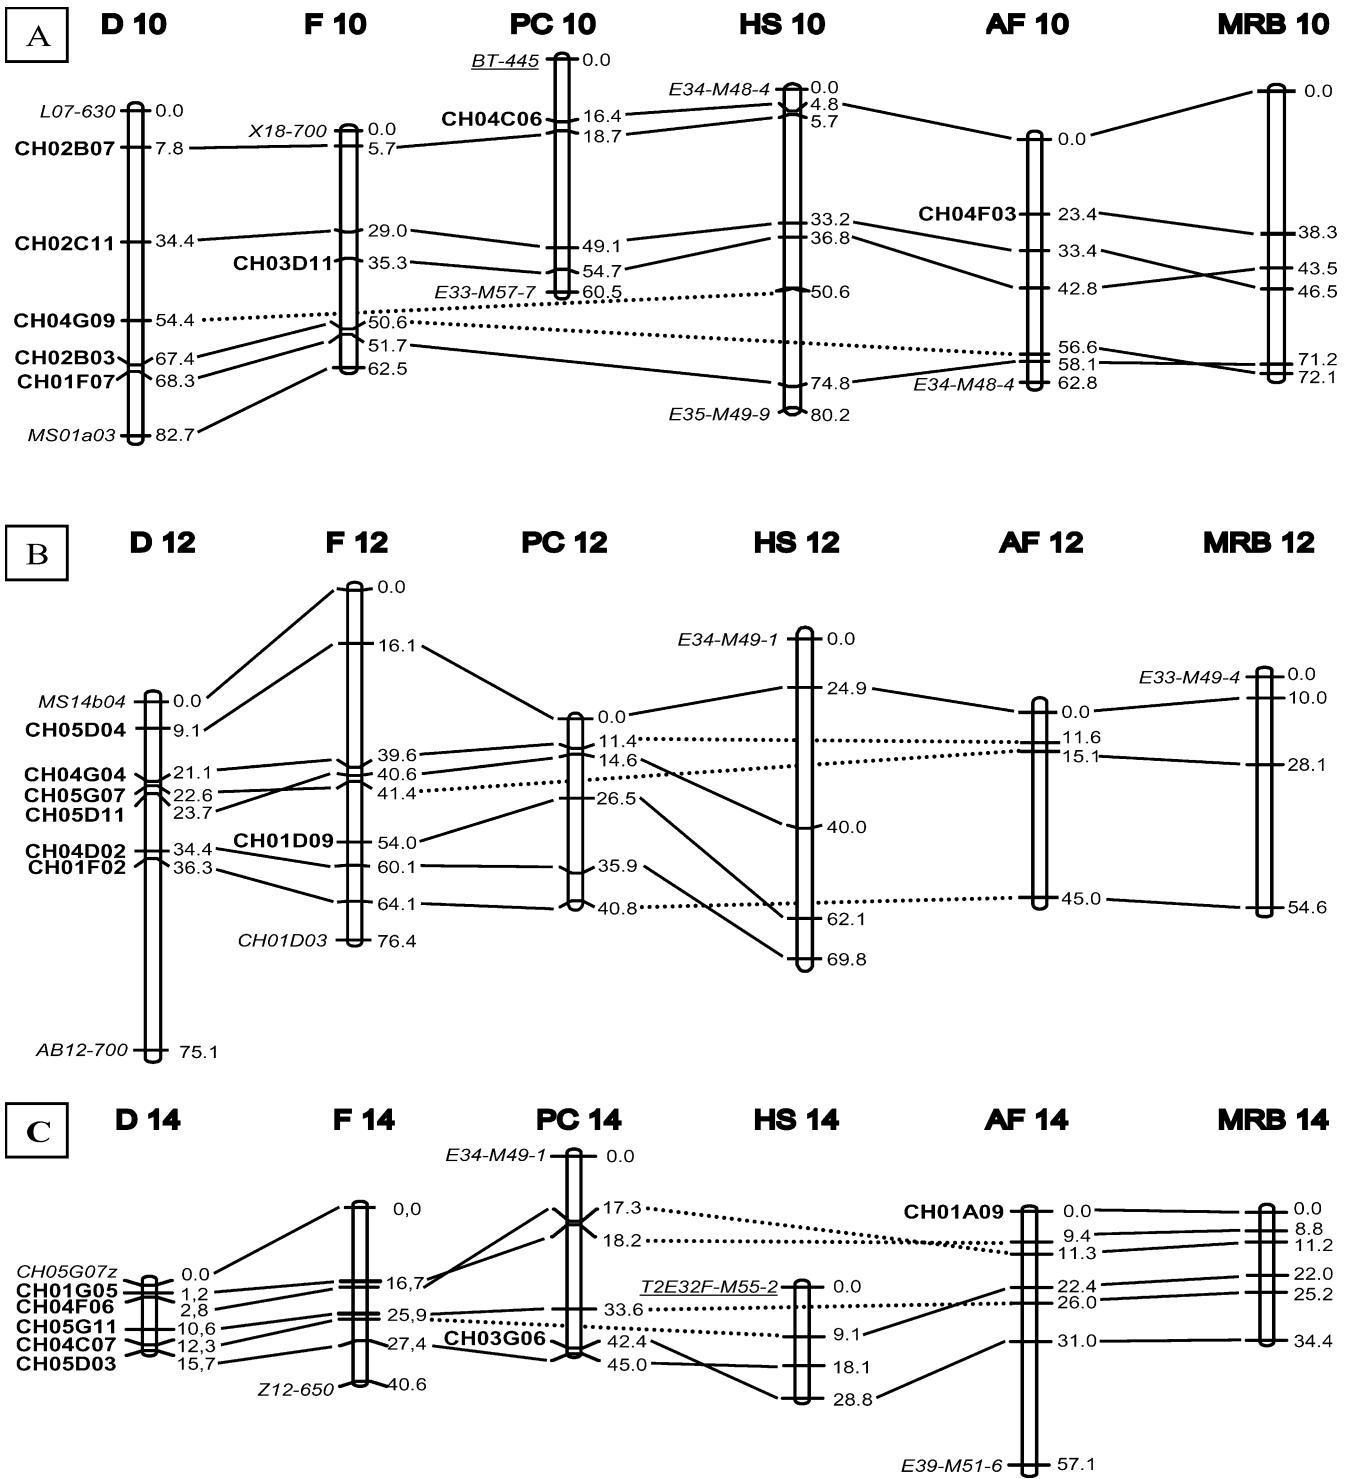 A
D 10 F 10 PC 10 HS 10 AF 10 MRB 10
BT-445 0.0
E34-M48-4 0.0 0.0
L07-630 0.0 CH04C06 16.4 4.8
X18-700 0.0 18.7 5.7 0.0
CH02B07 7.8 5.7
CH04F03 23.4
CH02C11 34.4 29.0 49.1 33.2 33.4 38.3
CH03D11 35.3 54.7 36.8 42.8 43.5
E33-M57-7 60.5 50.6 46.5
CH04G09 54.4 50.6
CH02B03 67.4 51.7 56.6 71.2
CH01F07 68.3 62.5 58.1 72.1
74.8 E34-M48-4 62.8
MS01a03 82.7 E35-M49-9 80.2
B
D 12 F 12 PC 12 HS 12 AF 12 MRB 12
0.0
16.1 E34-M49-1 0.0
E33-M49-4 0.0
MS14b04 0.0 0.0 24.9 0.0 10.0
CH05D04 9.1
CH04G04 21.1 39.6 11.4 11.6
CH05G07 22.6 40.6 14.6 15.1 28.1
CH05D11 23.7 41.4 26.5
CH01D09 54.0 40.0
CH04D02 34.4 60.1 35.9
CH01F02 36.3 64.1 40.8 62.1 45.0 54.6
CH01D03 76.4 69.8
AB12-700 75.1
C
D 14 F 14 PC 14 HS 14 AF 14 MRB 14
E34-M49-1 0.0
0,0 17.3 CH01A09 0.0 0.0
18.2 9.4 8.8
11.3 11.2
CH05G07z 0.0
CH01G05 1,2 16,7 T2E32F-M55-2 0.0 22.4 22.0
CH04F06 2,8 33.6 26.0 25.2
CH05G11 10,6 25,9 9.1
CH04C07 12,3 27,4 CH03G06 42.4 31.0 34.4
CH05D03 15,7 45.0 18.1
Z12-650 40.6 28.8
E39-M51-6 57.1